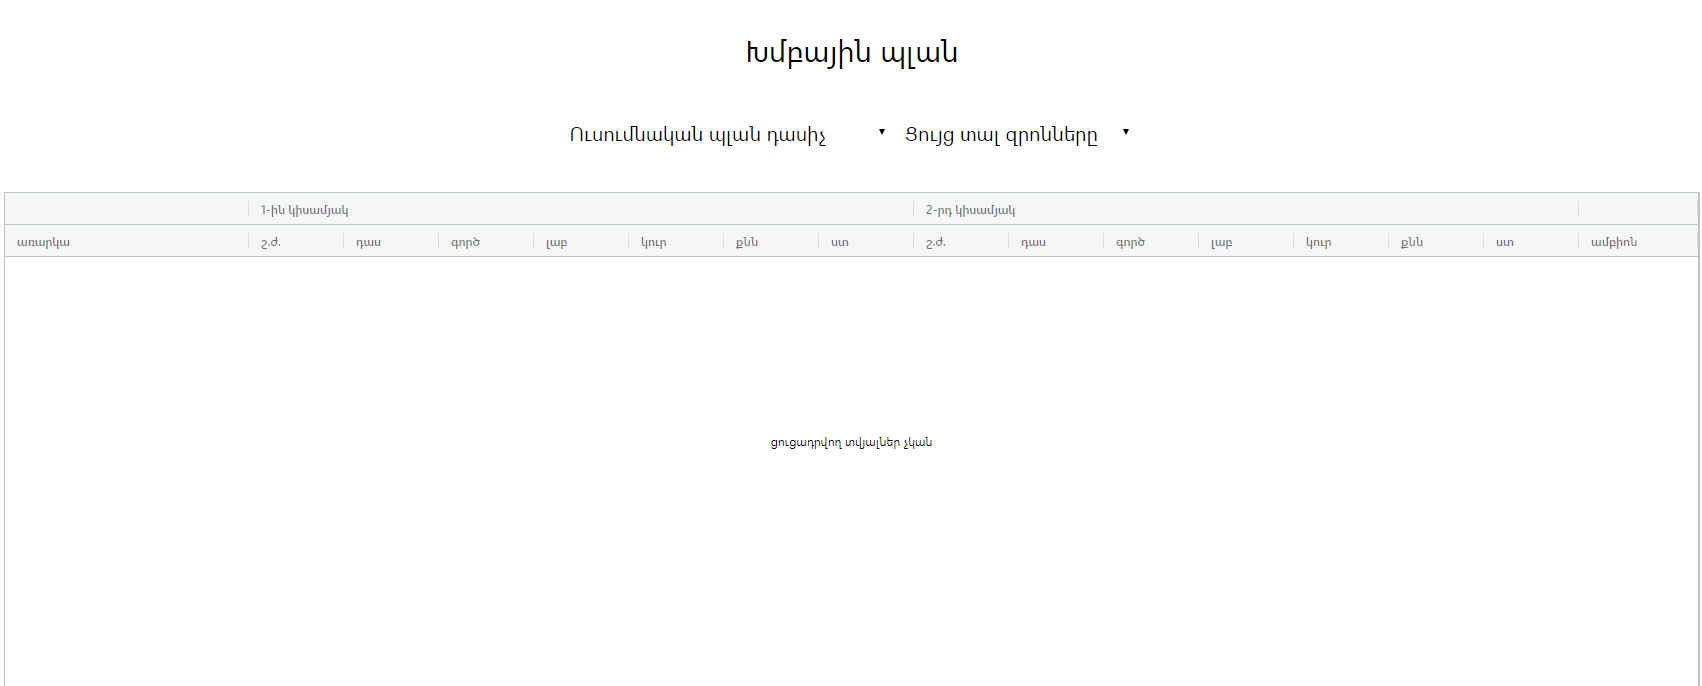 Խմբային պլան
Ուսումնական պլան դասիչ ▾ Ցույց տալ զրոնները ▾
1-ին կիսամյակ 2-րդ կիսամյակ
առարկա շ.ժ. դաս գործ լաբ կուր քնն ստ շ.ժ. դաս գործ լաբ կուր քնն ստ ամբիոն
ցուցադրվող տվյալներ չկան